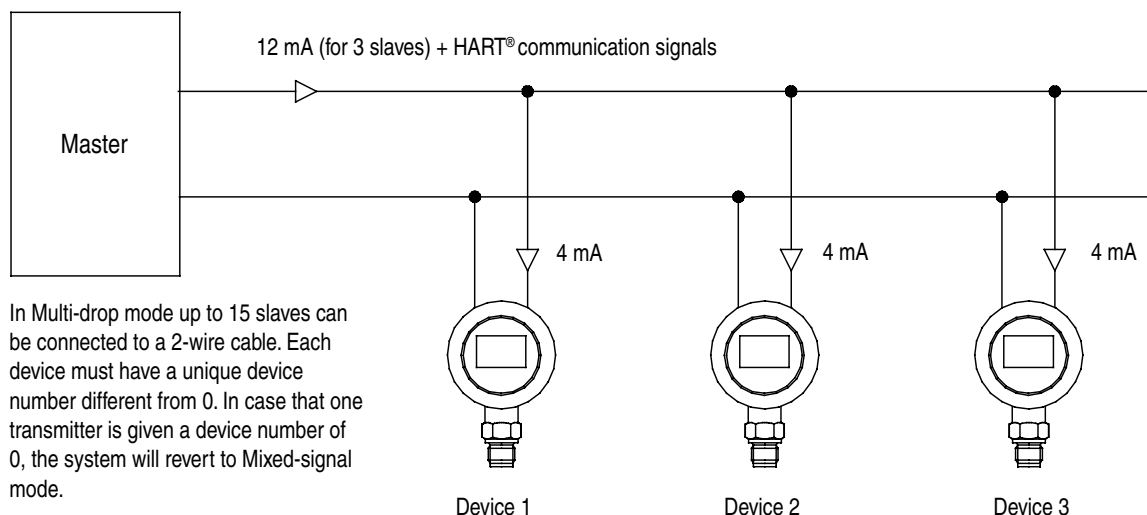 12 mA (for 3 slaves) + HART® communication signals
Master
4 mA
4 mA
4 mA
In Multi-drop mode up to 15 slaves can
be connected to a 2-wire cable. Each
device must have a unique device
number different from 0. In case that one
transmitter is given a device number of
0, the system will revert to Mixed-signal
mode.
Device 1
Device 2
Device 3